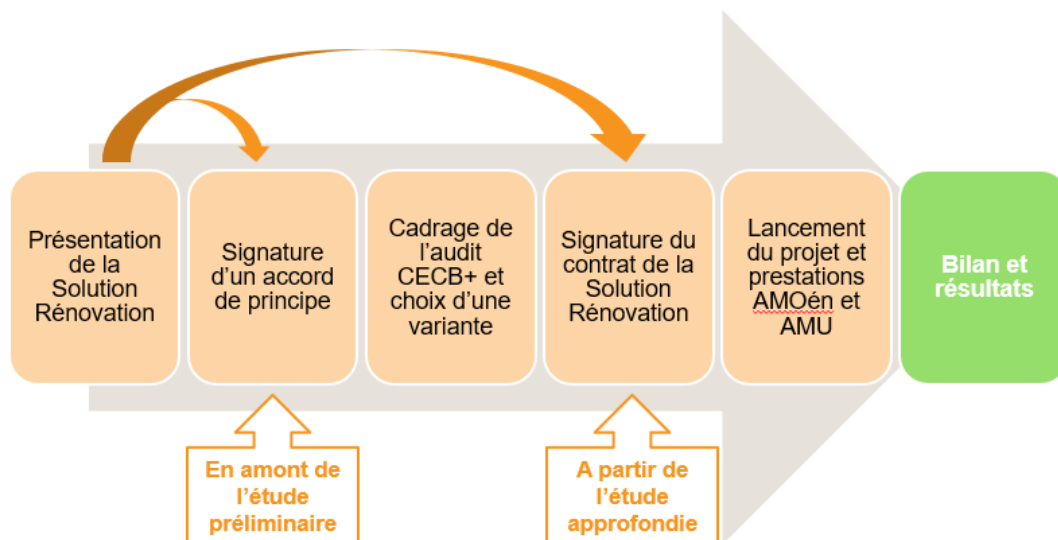 Présentation
de la
Solution
Rénovation
Signature
d'un accord
de principe
Cadrage de
l'audit
CECB+ et
choix d'une
variante
Signature du
contrat de la
Solution
Rénovation
Lancement
du projet et
prestations
AMOén et
AMU
Bilan et
résultats
En amont de
l'étude
préliminaire
A partir de
l'étude
approfondie